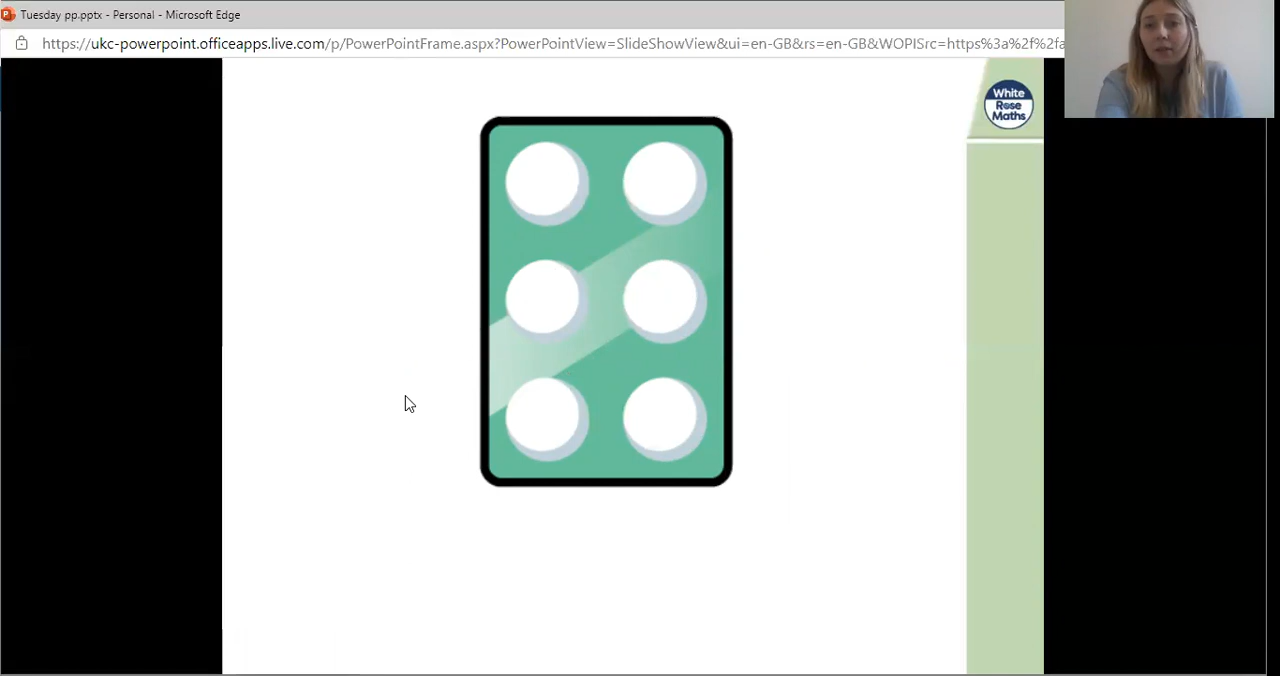 Tuesday pp.pptx - Personal - Microsoft Edge
https://ukc-powerpoint.officeapps.live.com/p/PowerPointFrame.aspx?PowerPointView=SlideShowView&ui=en-GB&rs=en-GB&WOPISrc=https%3a%2f%2fa
White
Rose
Maths